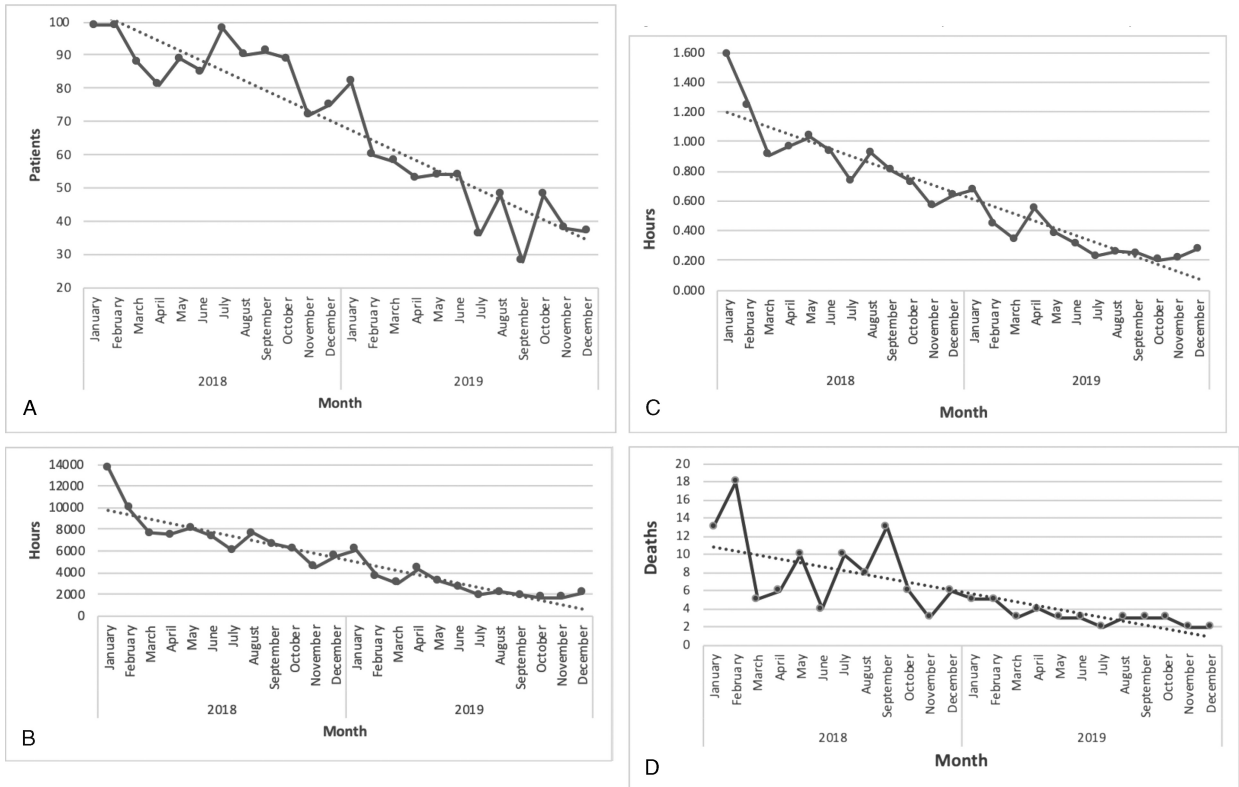 100
90
80
70
60
50
40
30
20
Patients
January
February
March
April
May
June
July
August
September
October
November
December
January
February
March
April
May
June
July
August
September
October
November
December
2018
2019
Month
A
1.600
1.400
1.200
1.000
0.800
0.600
0.400
0.200
0.000
Hours
January
February
March
April
May
June
July
August
September
October
November
December
January
February
March
April
May
June
July
August
September
October
November
December
2018
2019
Month
C
14000
12000
10000
8000
6000
4000
2000
0
Hours
January
February
March
April
May
June
July
August
September
October
November
December
January
February
March
April
May
June
July
August
September
October
November
December
2018
2019
Month
B
20
18
16
14
12
10
8
6
4
2
0
Deaths
January
February
March
April
May
June
July
August
September
October
November
December
January
February
March
April
May
June
July
August
September
October
November
December
2018
2019
Month
D